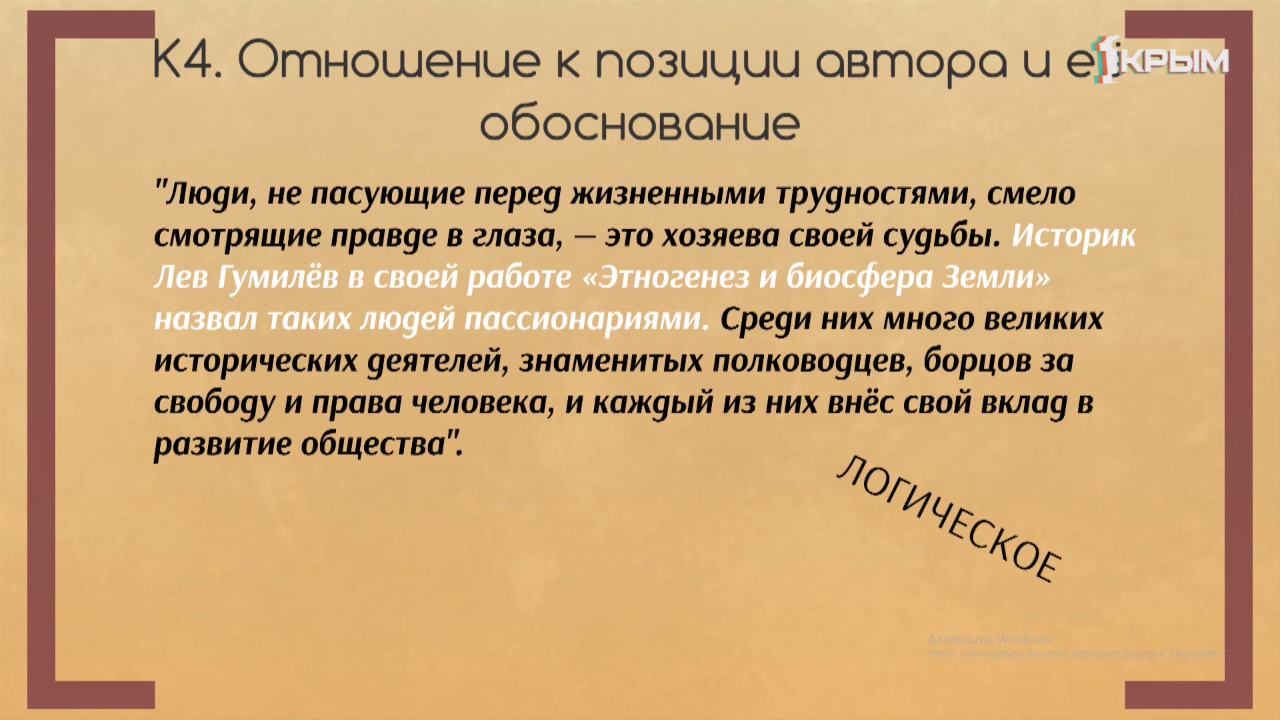 К4. Отношение к позиции автора и её
1КРЫМ
обоснование
"Люди, не пасующие перед жизненными трудностями, смело
смотрящие правде в глаза, – это хозяева своей судьбы. Историк
Лев Гумилёв в своей работе «Этногенез и биосфера Земли»
назвал таких людей пассионариями. Среди них много великих
исторических деятелей, знаменитых полководцев, борцов за
свободу и права человека, и каждый из них внёс свой вклад в
развитие общества".
ЛОГИЧЕСКОЕ
Активация Windows